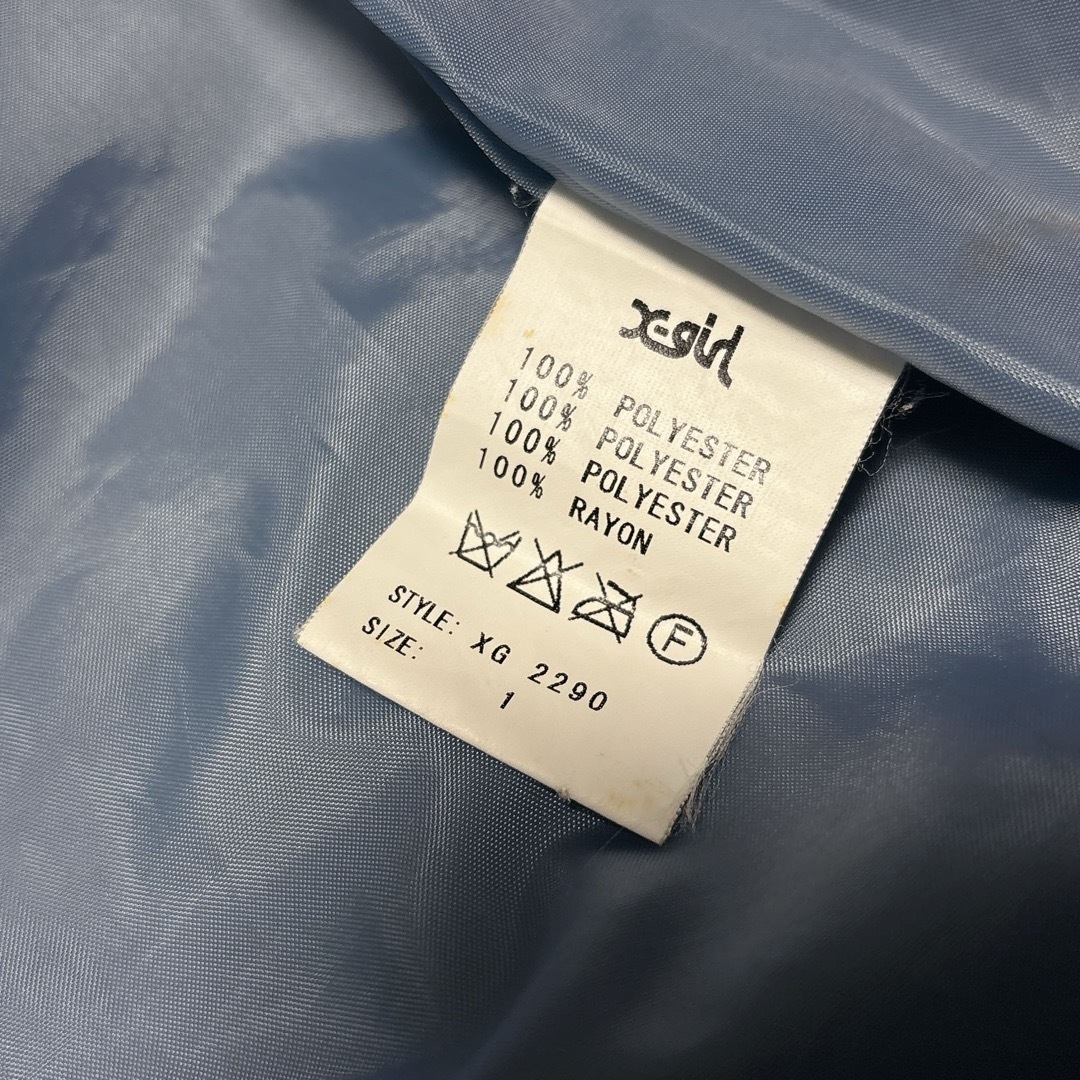 X-girl
100% POLYESTER
100% POLYESTER
100% POLYESTER
100% RAYON
F
STYLE: XG 2290
SIZE: 1